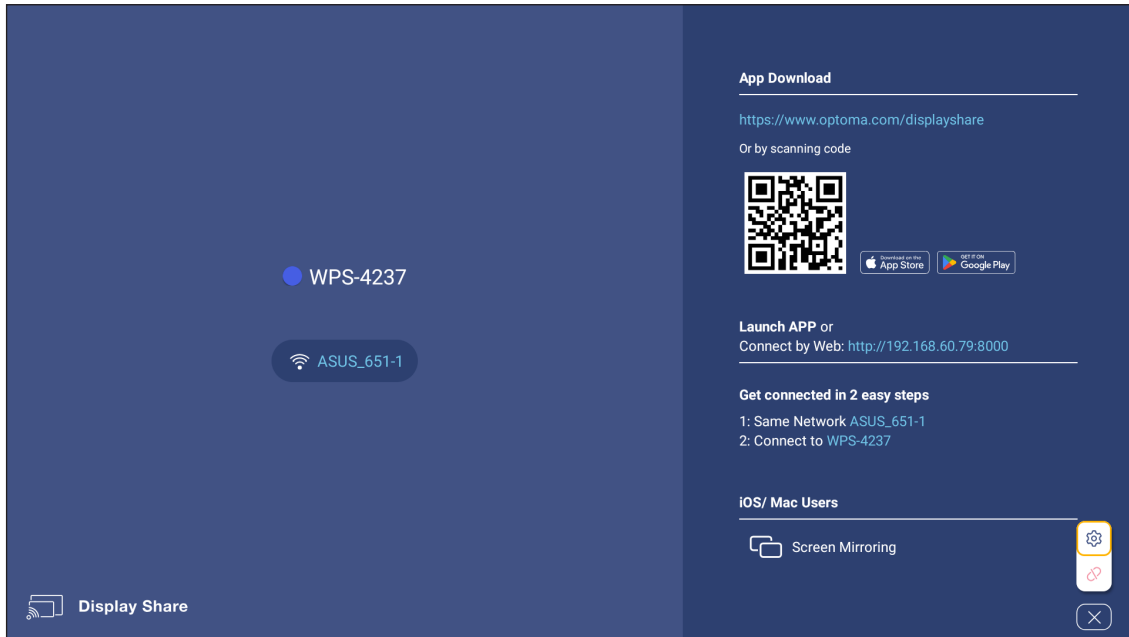 WPS-4237
ASUS_651-1
Display Share
App Download
https://www.optoma.com/displayshare
Or by scanning code
Download on the
App Store
GET IT ON
Google Play
Launch APP or
Connect by Web: http://192.168.60.79:8000
Get connected in 2 easy steps
1: Same Network ASUS_651-1
2: Connect to WPS-4237
iOS/ Mac Users
Screen Mirroring